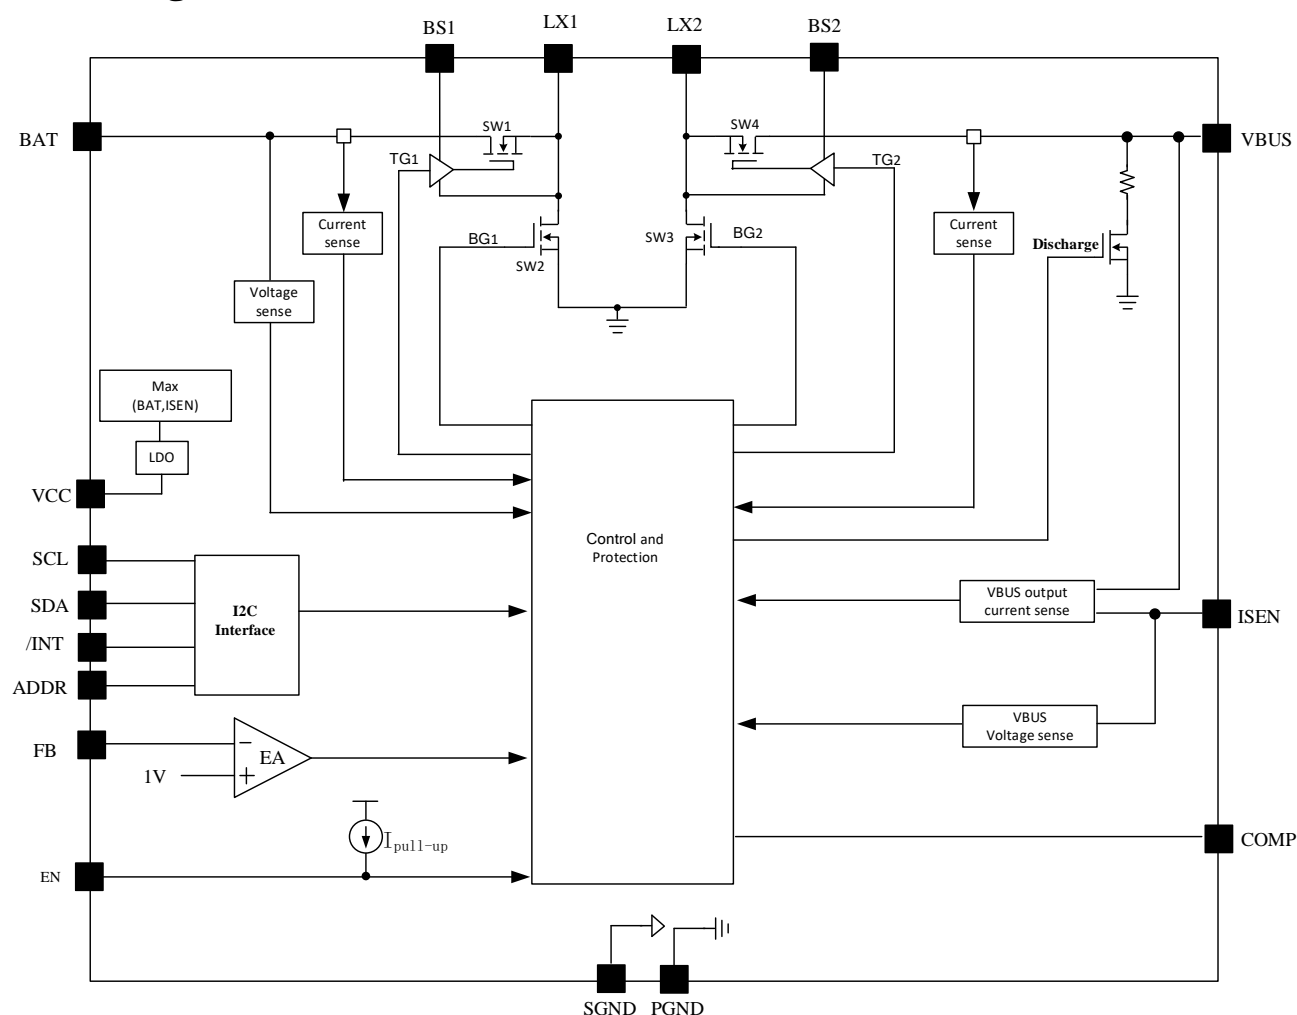 BS1
LX1
LX2
BS2
BAT
SW1
SW4
VBUS
TG1
TG2
Current
sense
BG1
SW2
SW3
BG2
Current
sense
Discharge
Voltage
sense
Max
(BAT,ISEN)
LDO
VCC
Control and
Protection
SCL
SDA
/INT
ADDR
I2C
Interface
VBUS output
current sense
ISEN
VBUS
Voltage sense
FB
−
EA
1V
+
Ipull-up
COMP
EN
SGND
PGND